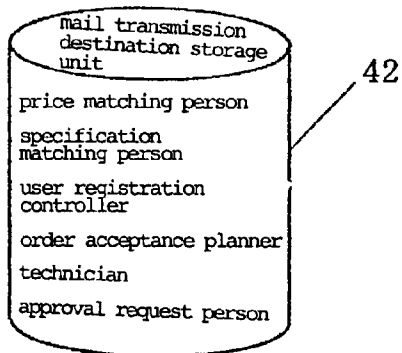 mail transmission
destination storage
unit
42
price matching person
specification
matching person
user registration
controller
order acceptance planner
technician
approval request person